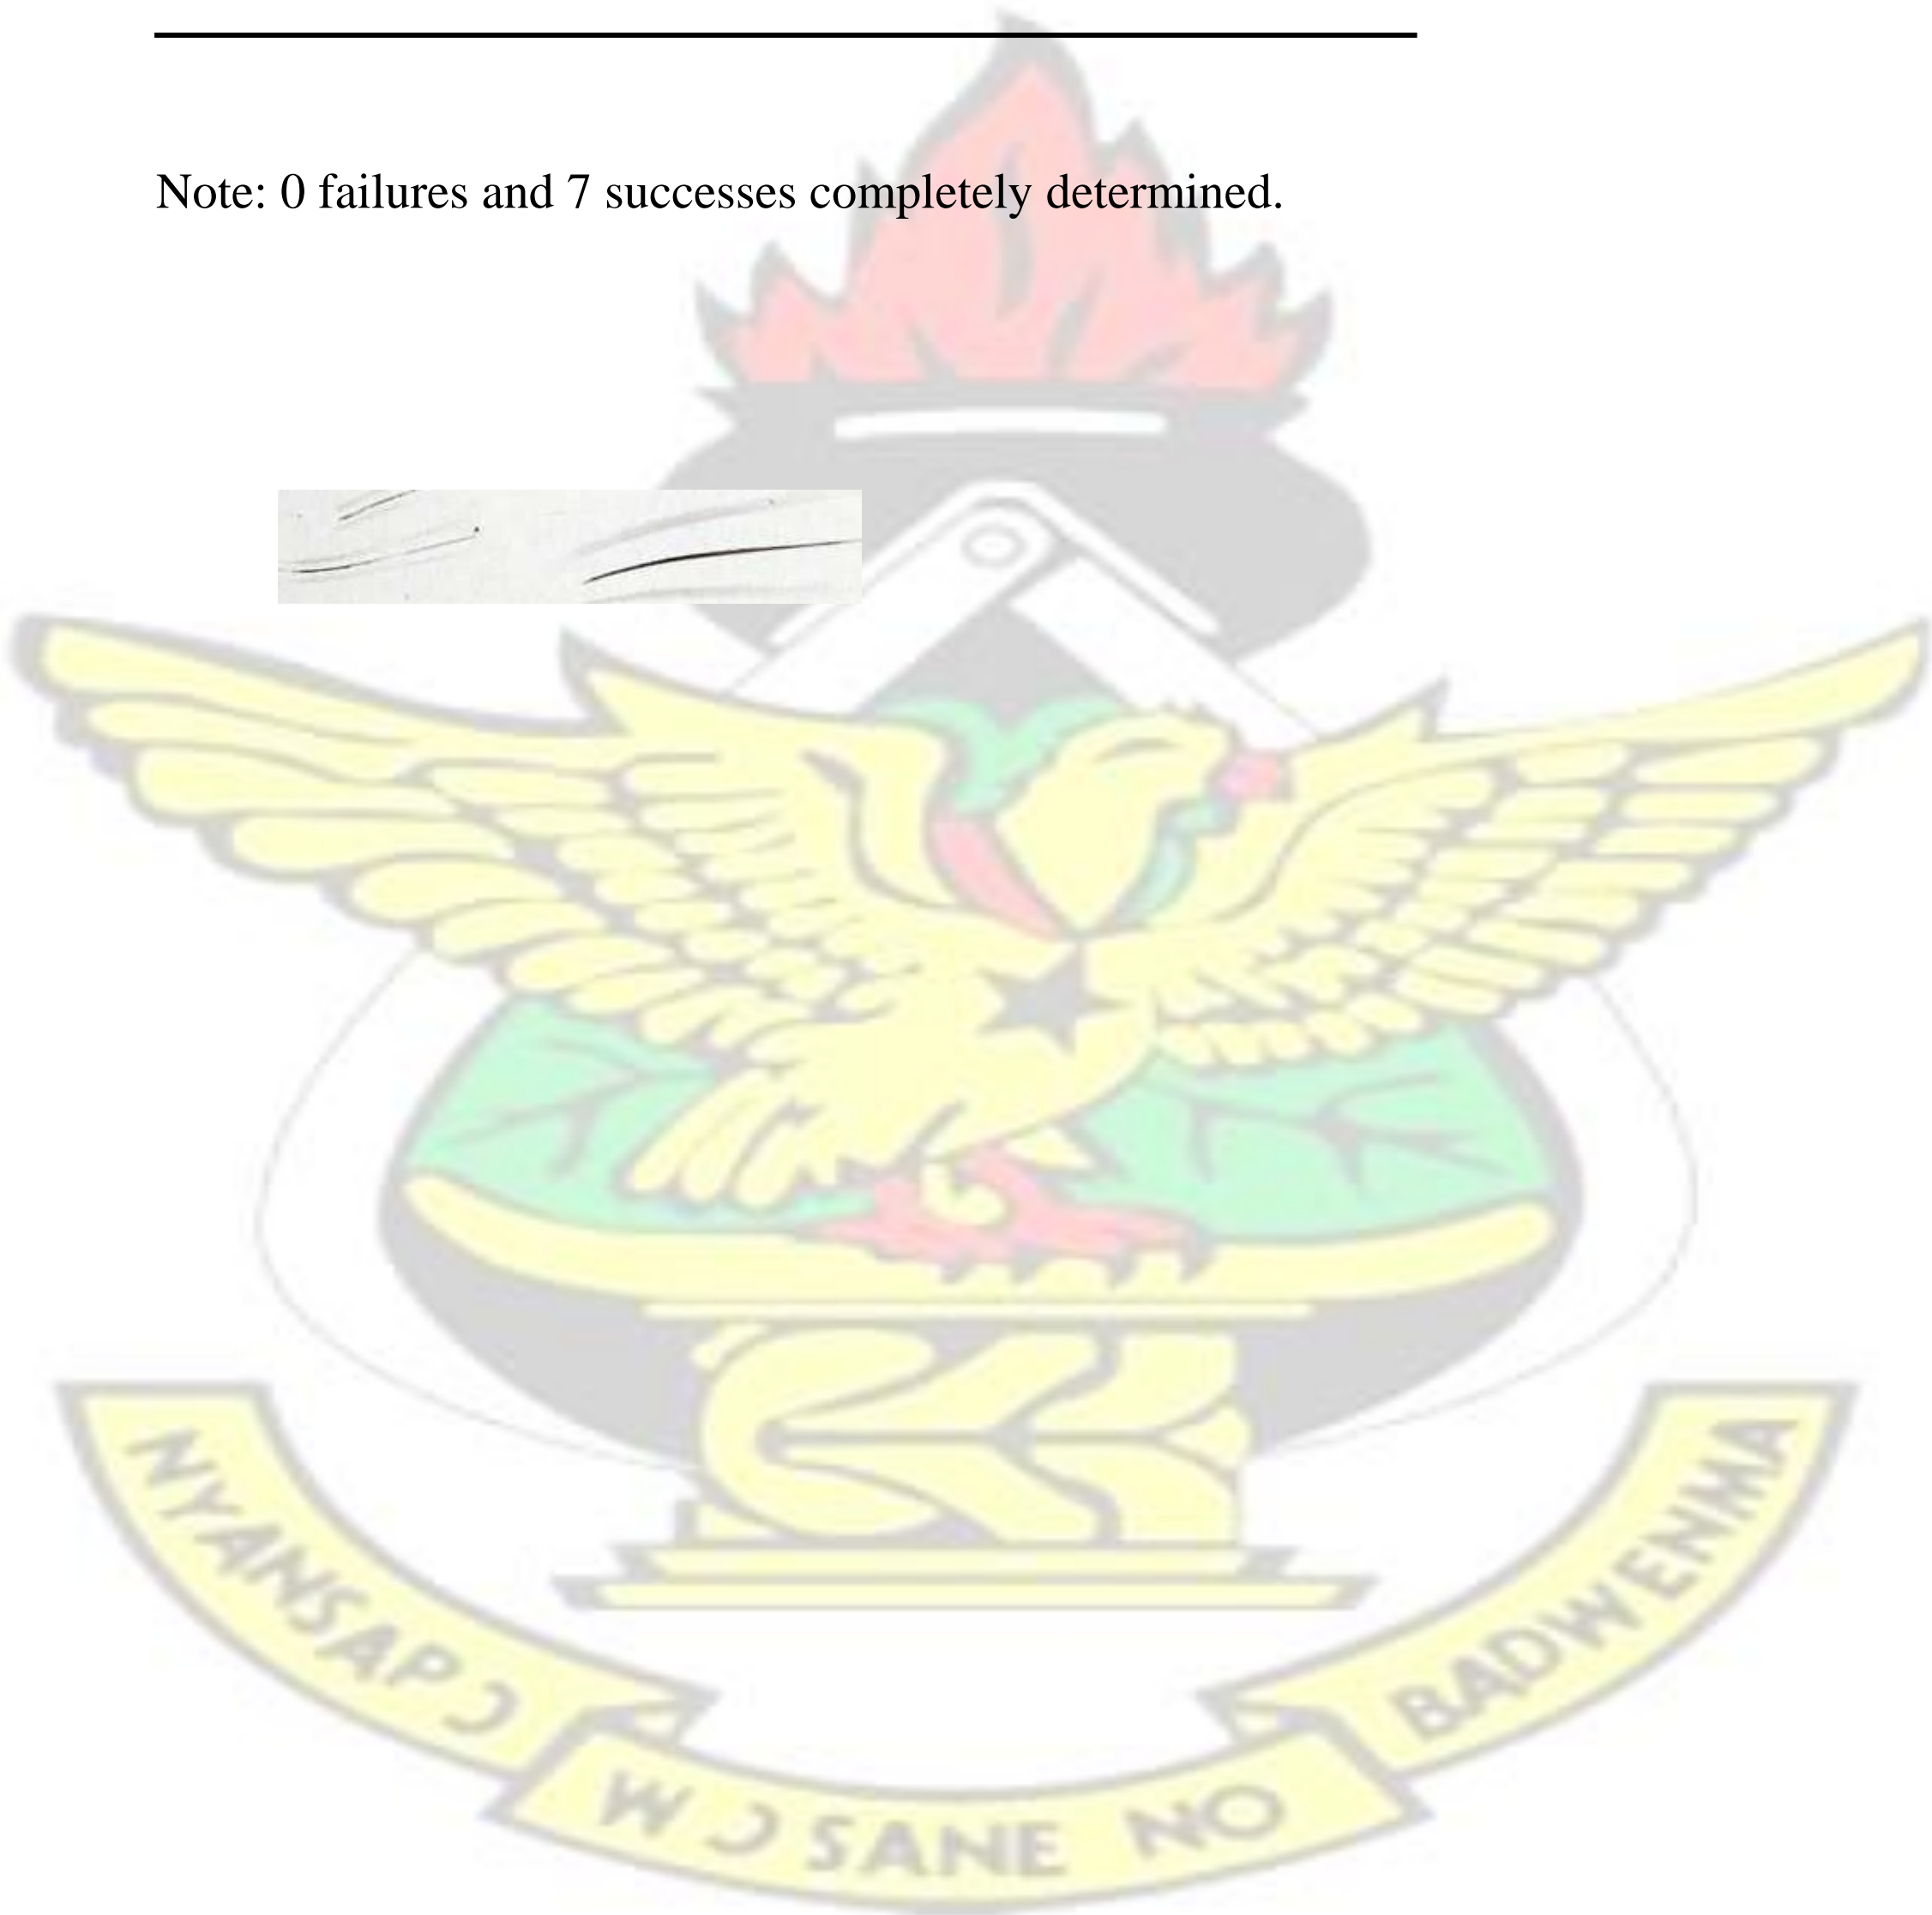 Note: 0 failures and 7 successes completely determined.
NYANSAPƆ
WƆSANE NO
BADWENMA